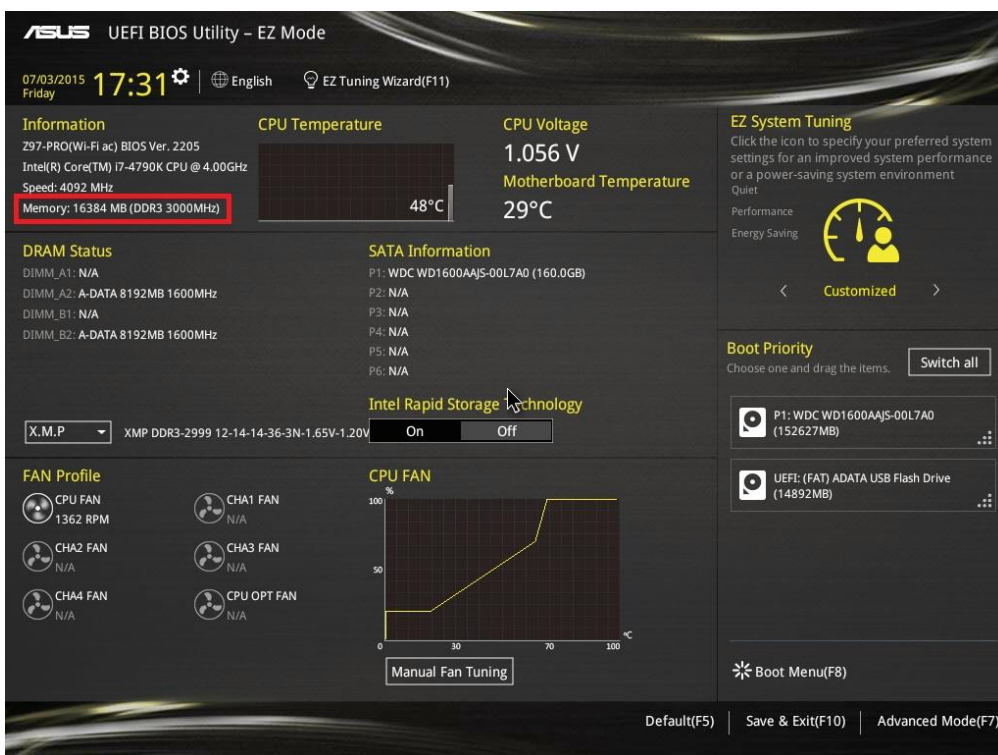 ASUS UEFI BIOS Utility – EZ Mode
07/03/2015
Friday
17:31
English
EZ Tuning Wizard(F11)
Information
Z97-PRO(Wi-Fi ac) BIOS Ver. 2205
Intel(R) Core(TM) i7-4790K CPU @ 4.00GHz
Speed: 4092 MHz
Memory: 16384 MB (DDR3 3000MHz)
CPU Temperature
48°C
CPU Voltage
1.056 V
Motherboard Temperature
29°C
EZ System Tuning
Click the icon to specify your preferred system
settings for an improved system performance
or a power-saving system environment
Quiet
Performance
Energy Saving
Customized
DRAM Status
DIMM_A1: N/A
DIMM_A2: A-DATA 8192MB 1600MHz
DIMM_B1: N/A
DIMM_B2: A-DATA 8192MB 1600MHz
X.M.P
XMP DDR3-2999 12-14-14-36-3N-1.65V-1.20V
SATA Information
P1: WDC WD1600AAJS-00L7A0 (160.0GB)
P2: N/A
P3: N/A
P4: N/A
P5: N/A
P6: N/A
Intel Rapid Storage Technology
On Off
Boot Priority
Choose one and drag the items.
Switch all
P1: WDC WD1600AAJS-00L7A0
(152627MB)
UEFI: (FAT) ADATA USB Flash Drive
(14892MB)
FAN Profile
CPU FAN
1362 RPM
CHA1 FAN
N/A
CHA2 FAN
N/A
CHA3 FAN
N/A
CHA4 FAN
N/A
CPU OPT FAN
N/A
CPU FAN
%
100
50
0 30 70 100
°C
Manual Fan Tuning
Boot Menu(F8)
Default(F5)
Save & Exit(F10)
Advanced Mode(F7)